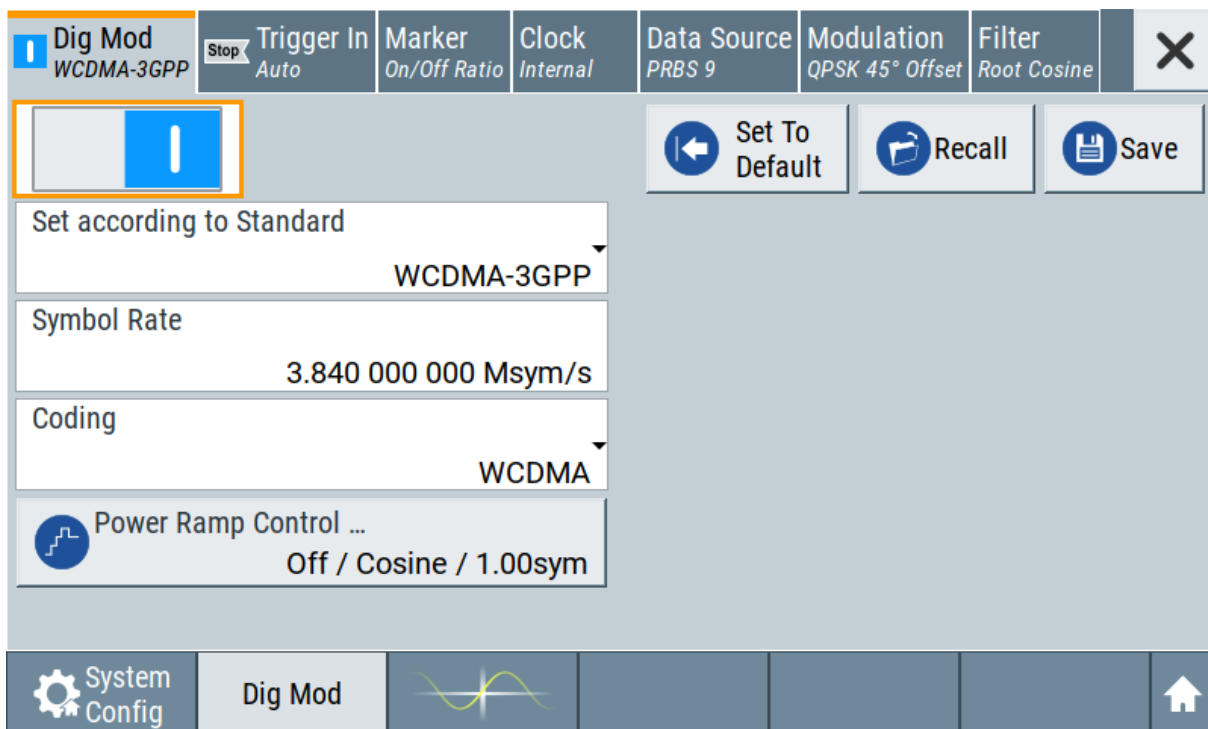 Dig Mod
WCDMA-3GPP
Stop
Trigger In
Auto
Marker
On/Off Ratio
Clock
Internal
Data Source
PRBS 9
Modulation
QPSK 45° Offset
Filter
Root Cosine
Set To
Default
Recall
Save
Set according to Standard
WCDMA-3GPP
Symbol Rate
3.840 000 000 Msym/s
Coding
WCDMA
Power Ramp Control ...
Off / Cosine / 1.00sym
System
Config
Dig Mod